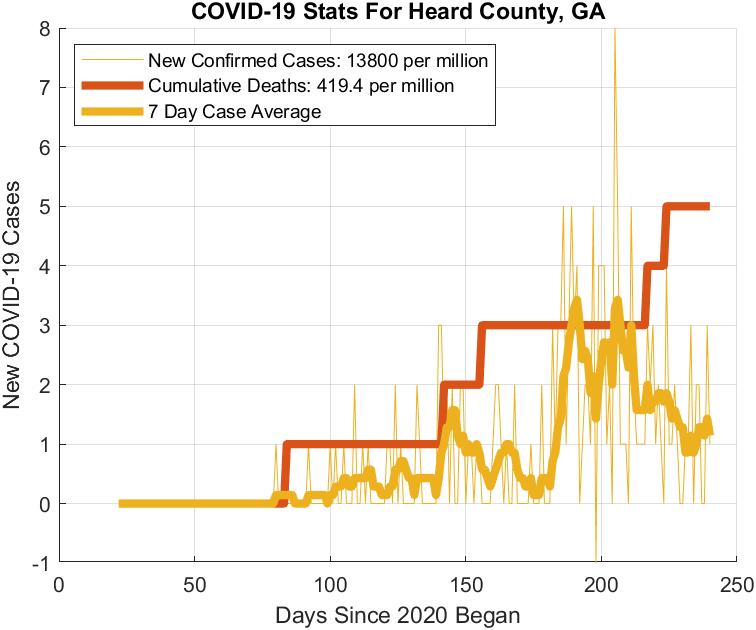 COVID-19 Stats For Heard County, GA
New Confirmed Cases: 13800 per million
Cumulative Deaths: 419.4 per million
7 Day Case Average
New COVID-19 Cases
8
7
6
5
4
3
2
1
0
-1
0 50 100 150 200 250
Days Since 2020 Began